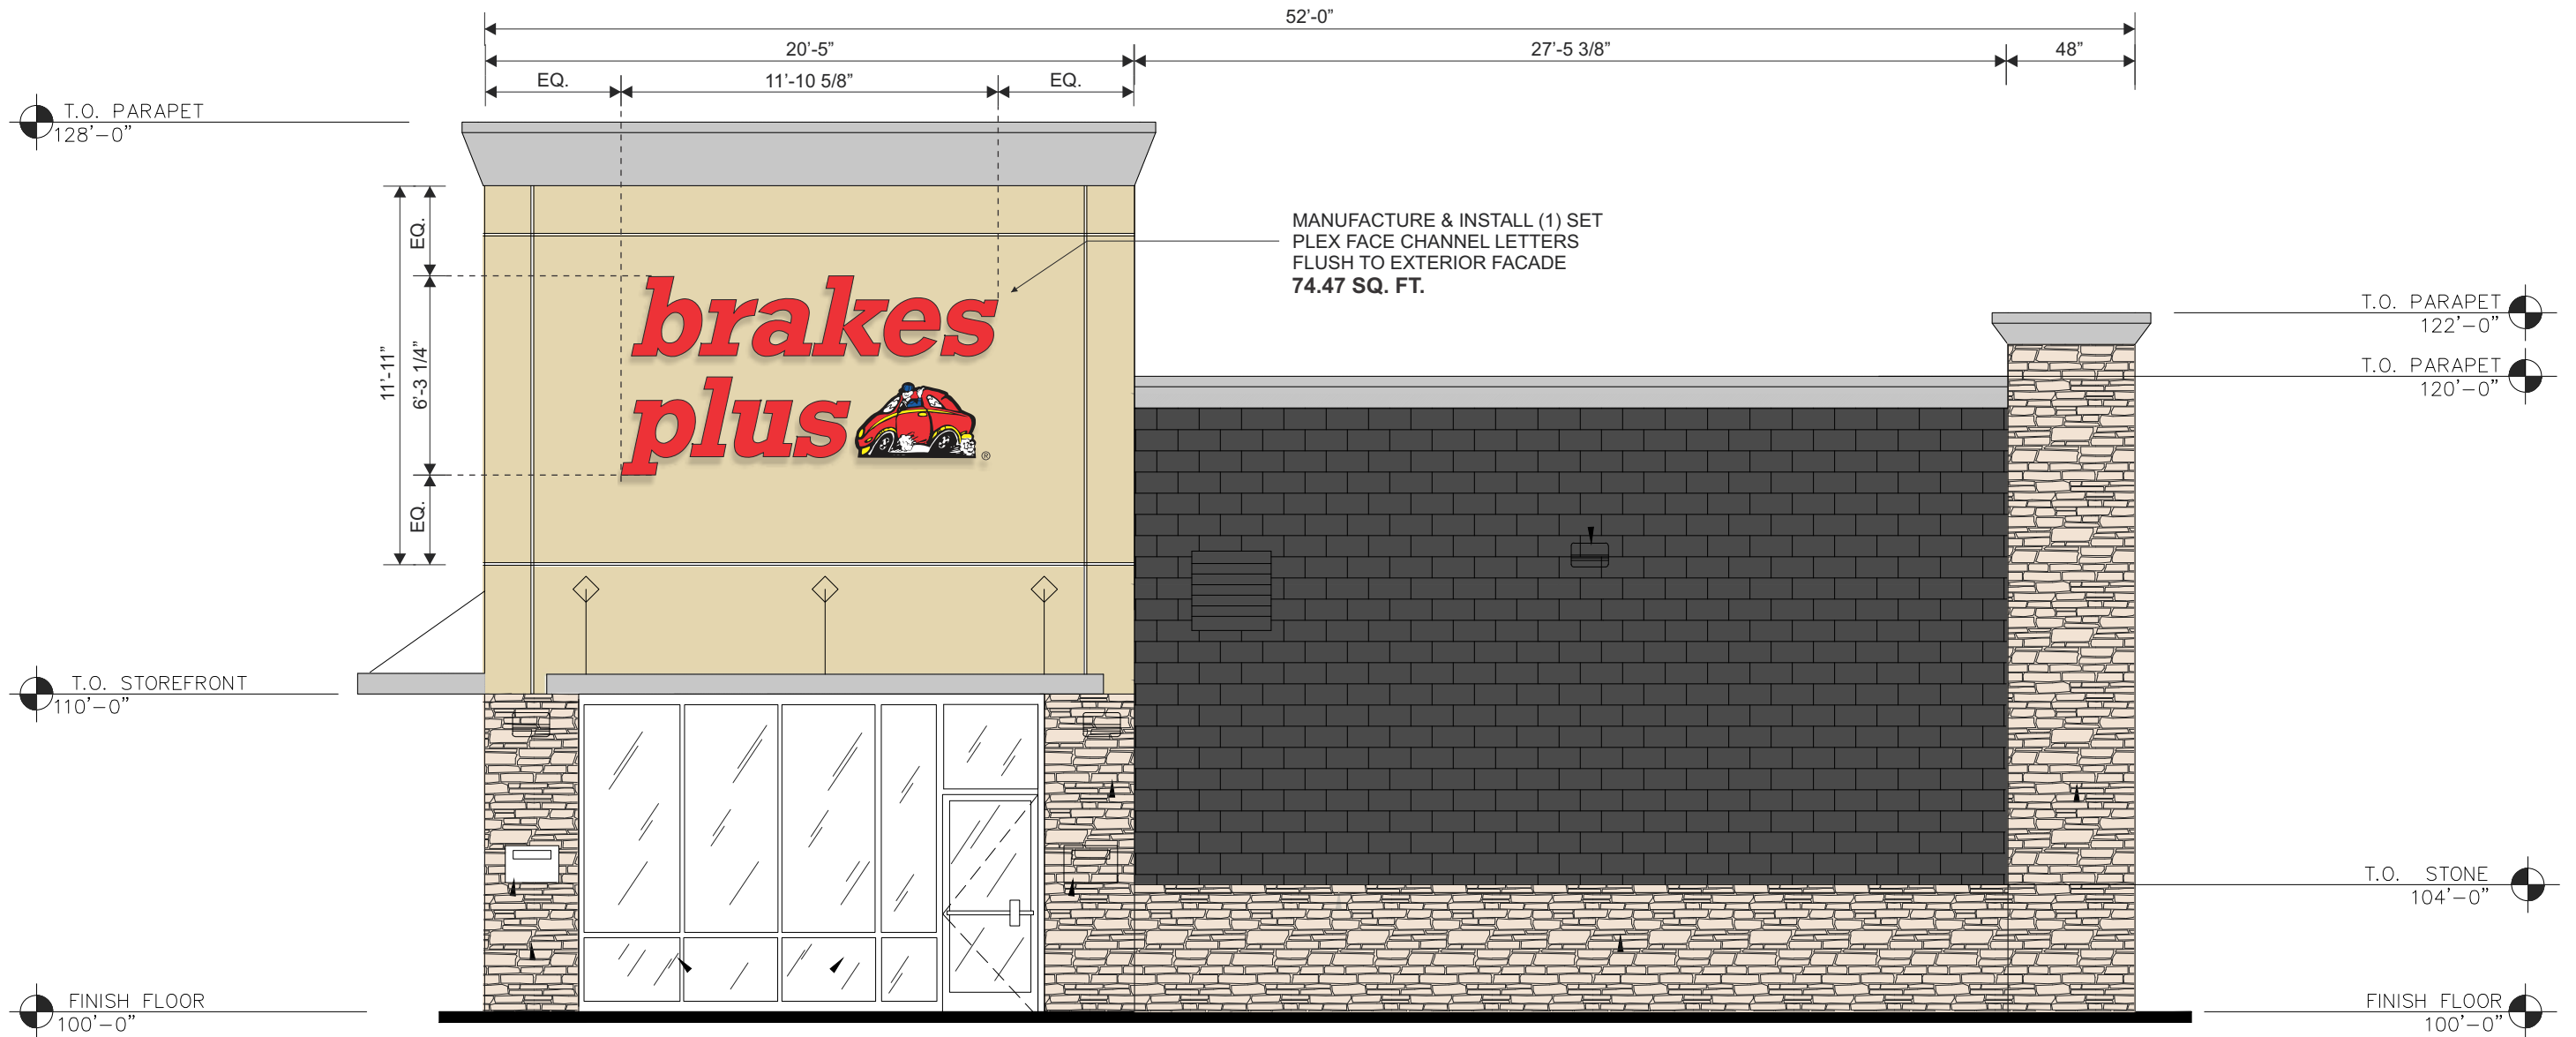 52’-0”
20’-5”
27’-5 3/8”
48”
EQ.
11’-10 5/8”
EQ.
T.O. PARAPET
128’-0”
EQ.
11’-11”
6’-3 1/4”
EQ.
MANUFACTURE & INSTALL (1) SET
PLEX FACE CHANNEL LETTERS
FLUSH TO EXTERIOR FACADE
74.47 SQ. FT.
brakes
plus
®
T.O. PARAPET
122’-0”
T.O. PARAPET
120’-0”
T.O. STOREFRONT
110’-0”
T.O. STONE
104’-0”
FINISH FLOOR
100’-0”
FINISH FLOOR
100’-0”